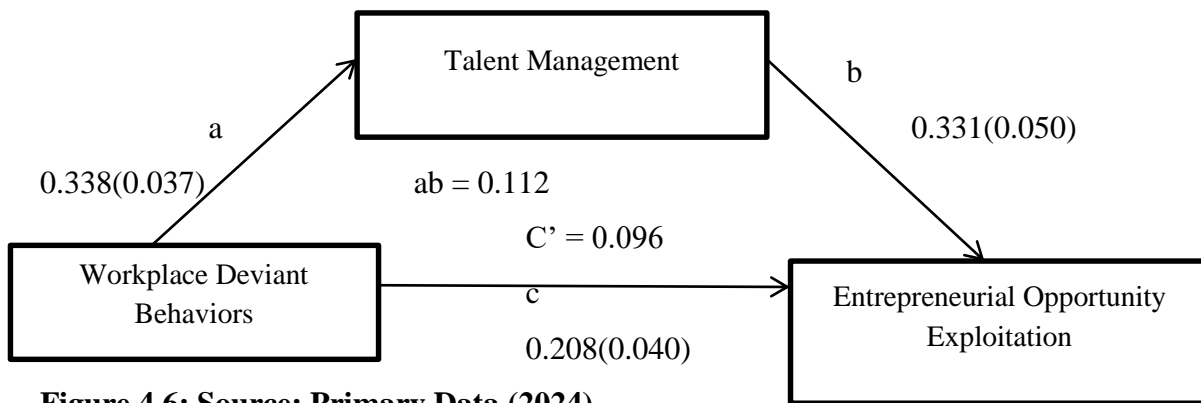 Talent Management
b
a
0.331(0.050)
0.338(0.037)
ab = 0.112
C’ = 0.096
Workplace Deviant
Behaviors
c
Entrepreneurial Opportunity
Exploitation
0.208(0.040)
Figure 4.6: Source: Primary Data (2024)